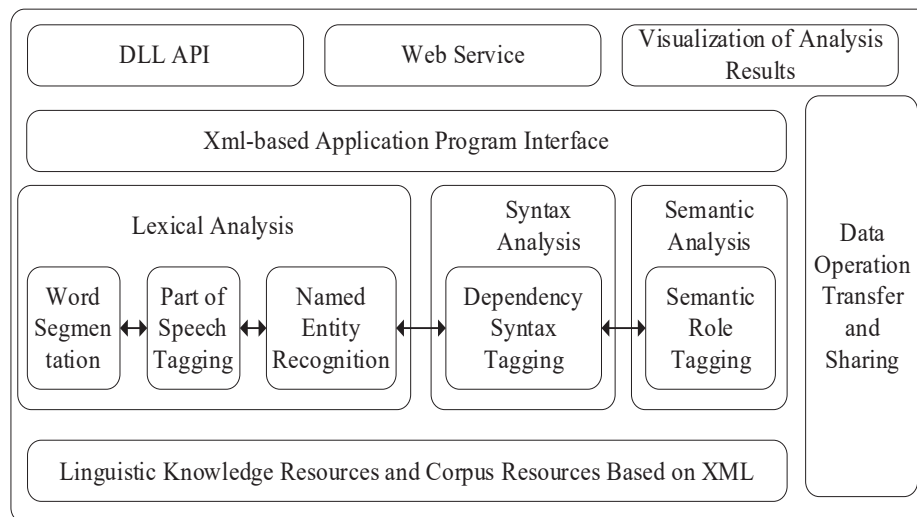 DLL API
Web Service
Visualization of Analysis
Results
Xml-based Application Program Interface
Lexical Analysis
Word
Segmen
tation
Part of
Speech
Tagging
Named
Entity
Recognition
Syntax
Analysis
Dependency
Syntax
Tagging
Semantic
Analysis
Semantic
Role
Tagging
Data
Operation
Transfer
and
Sharing
Linguistic Knowledge Resources and Corpus Resources Based on XML